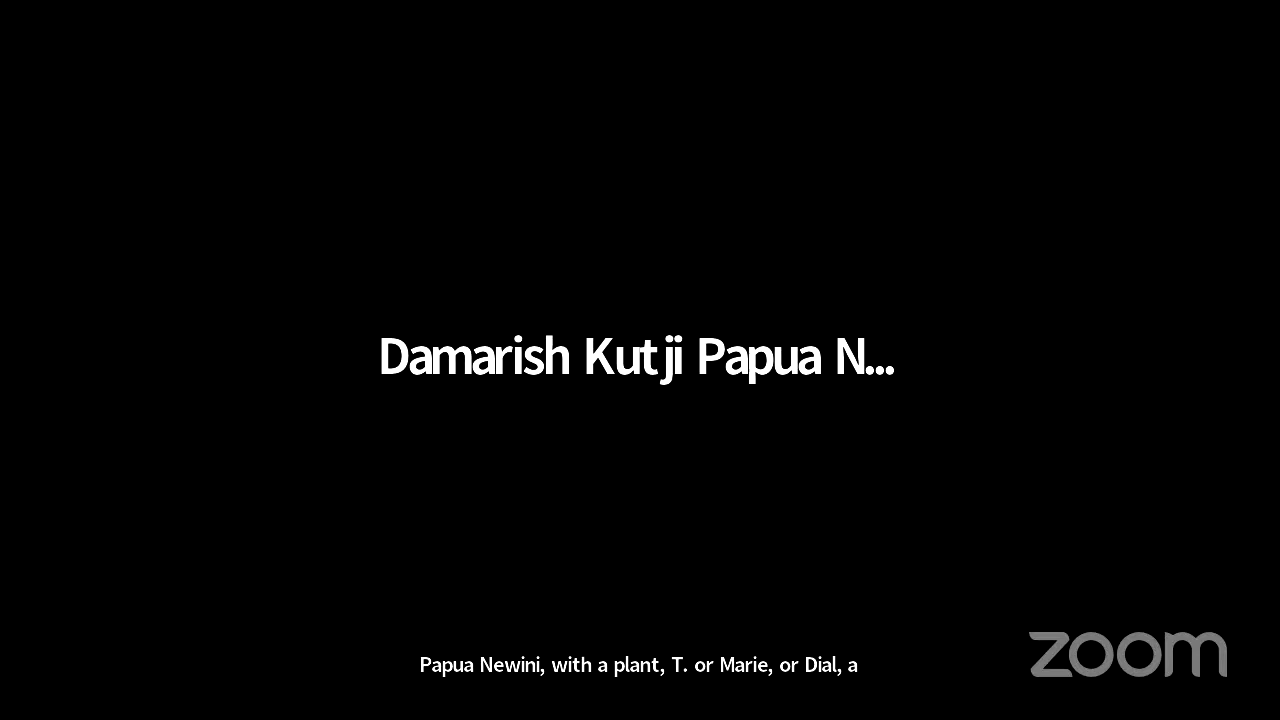 Damarish Kutji Papua N...
Papua Newini, with a plant, T. or Marie, or Dial, a
zoom